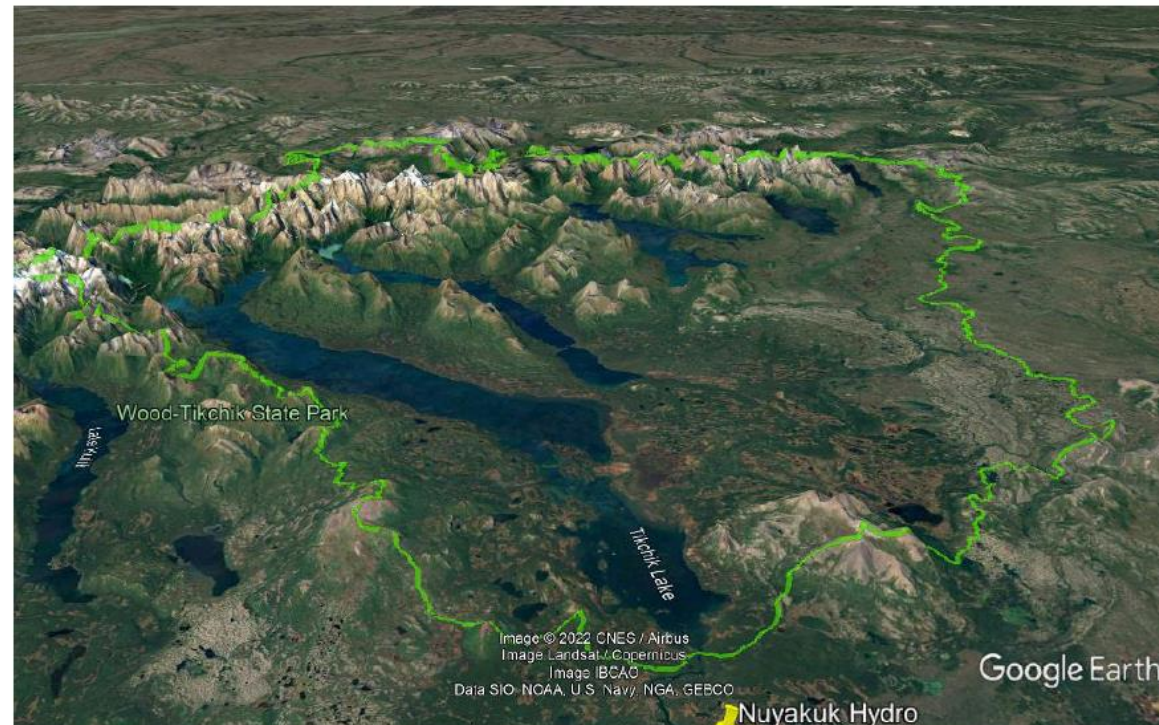 Wood-Tikchik State Park
Tikchik Lake
Image © 2022 CNES / Airbus
Image Landsat / Copernicus
Image IBCAO
Data SIO, NOAA, U.S. Navy, NGA, GEBCO
Google Earth
Nuyakuk Hydro